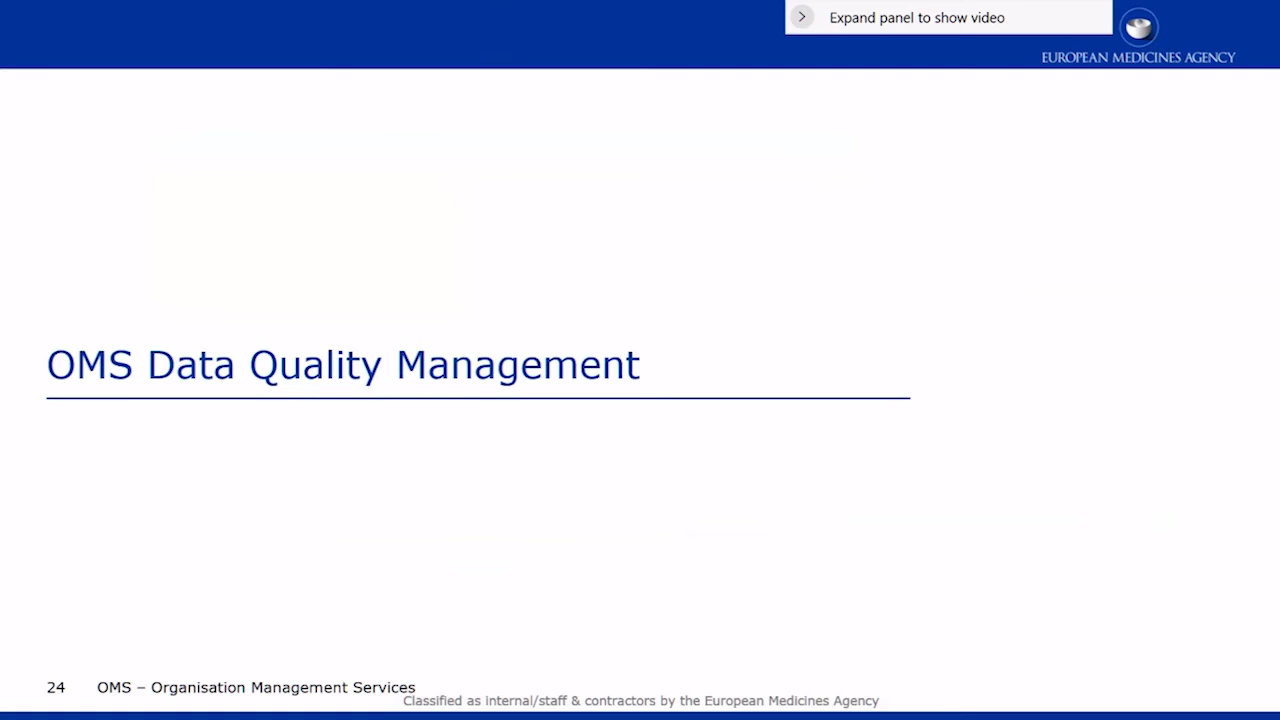 Expand panel to show video
EUROPEAN MEDICINES AGENCY
OMS Data Quality Management
24 OMS – Organisation Management Services
Classified as internal/staff & contractors by the European Medicines Agency